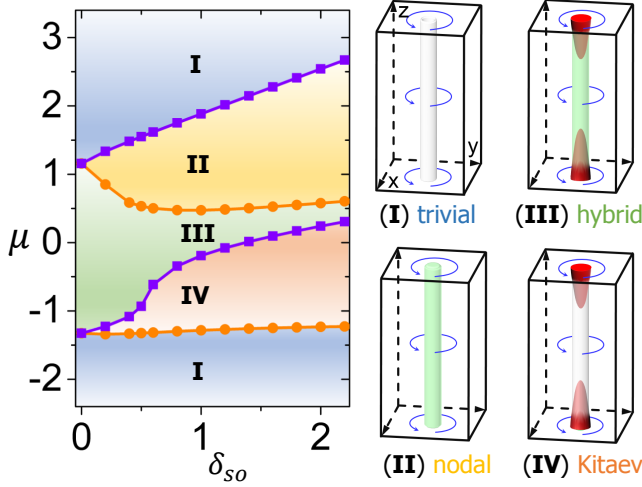 3
2
1
0
-1
-2
μ
I
II
III
IV
I
0
1
2
δso
z
y
x
(I) trivial
(III) hybrid
(II) nodal
(IV) Kitaev